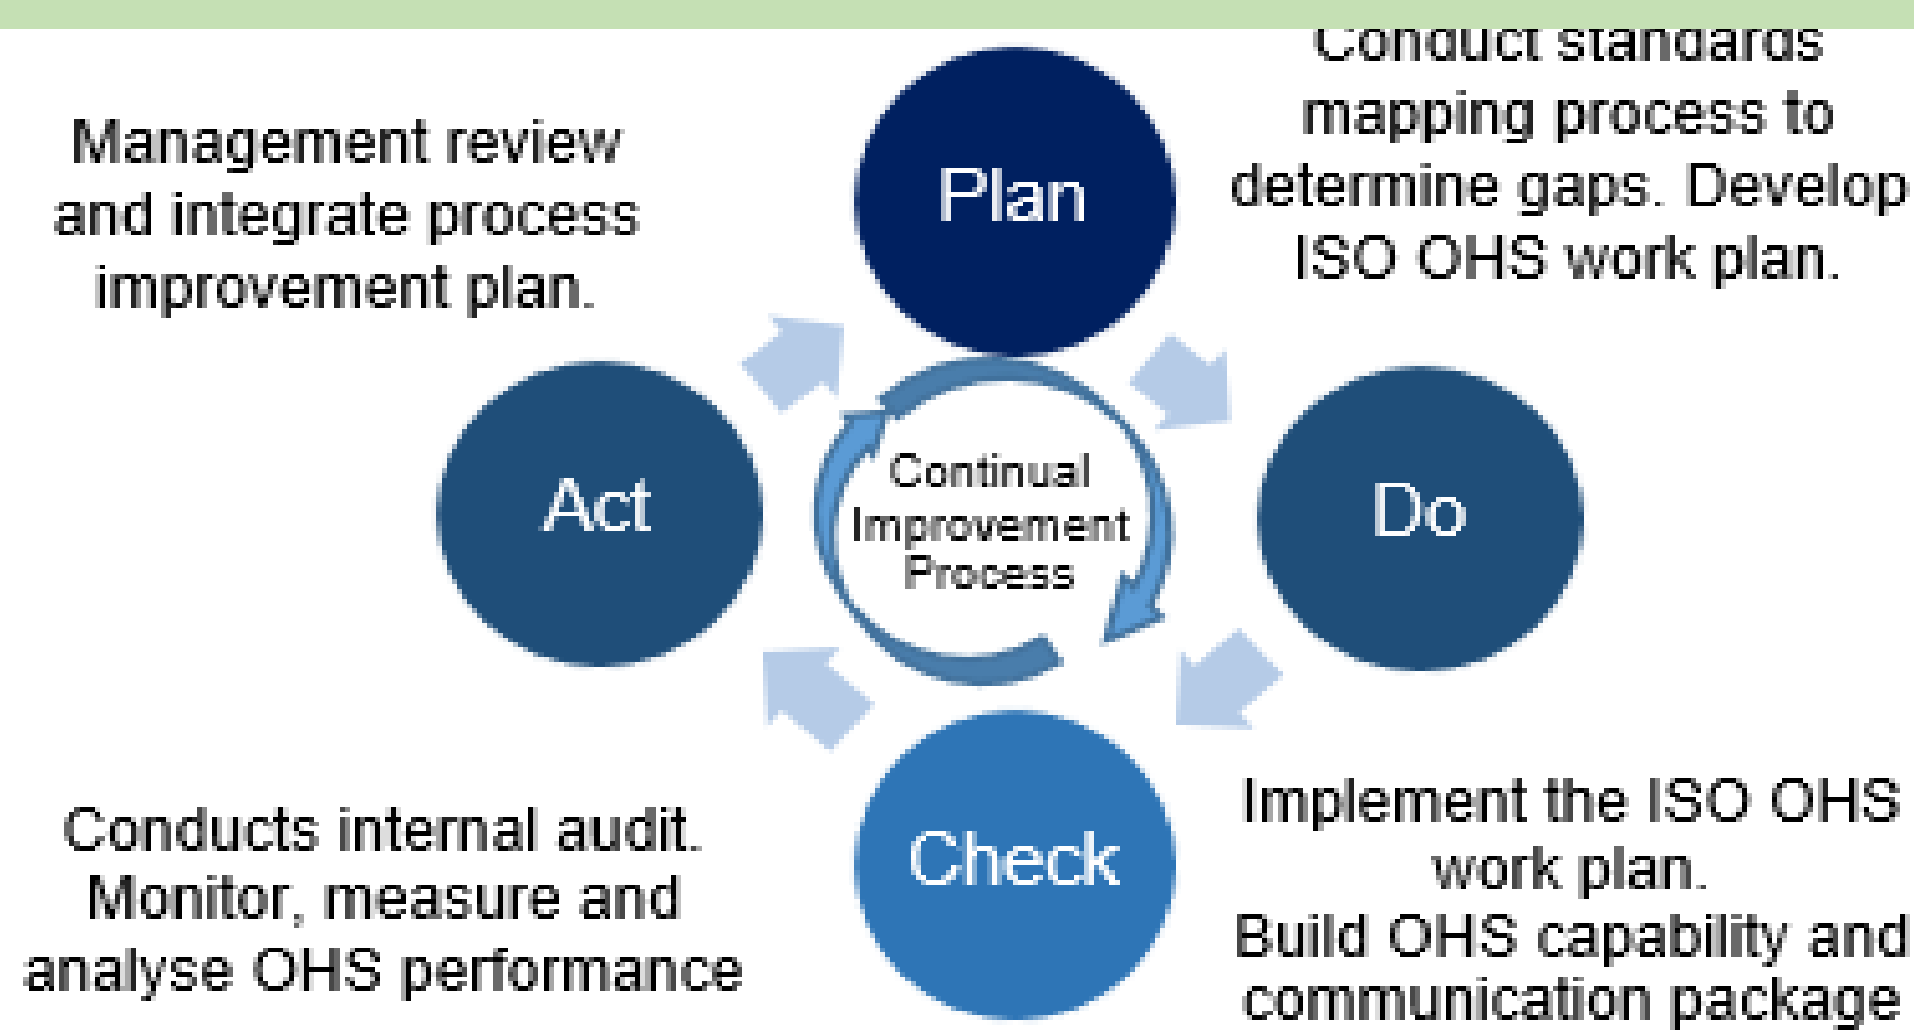 Conduct standards
mapping process to
determine gaps. Develop
ISO OHS work plan.
Management review
and integrate process
improvement plan.
Plan
Act
Continual
Improvement
Process
Do
Check
Conducts internal audit.
Monitor, measure and
analyse OHS performance
Implement the ISO OHS
work plan.
Build OHS capability and
communication package